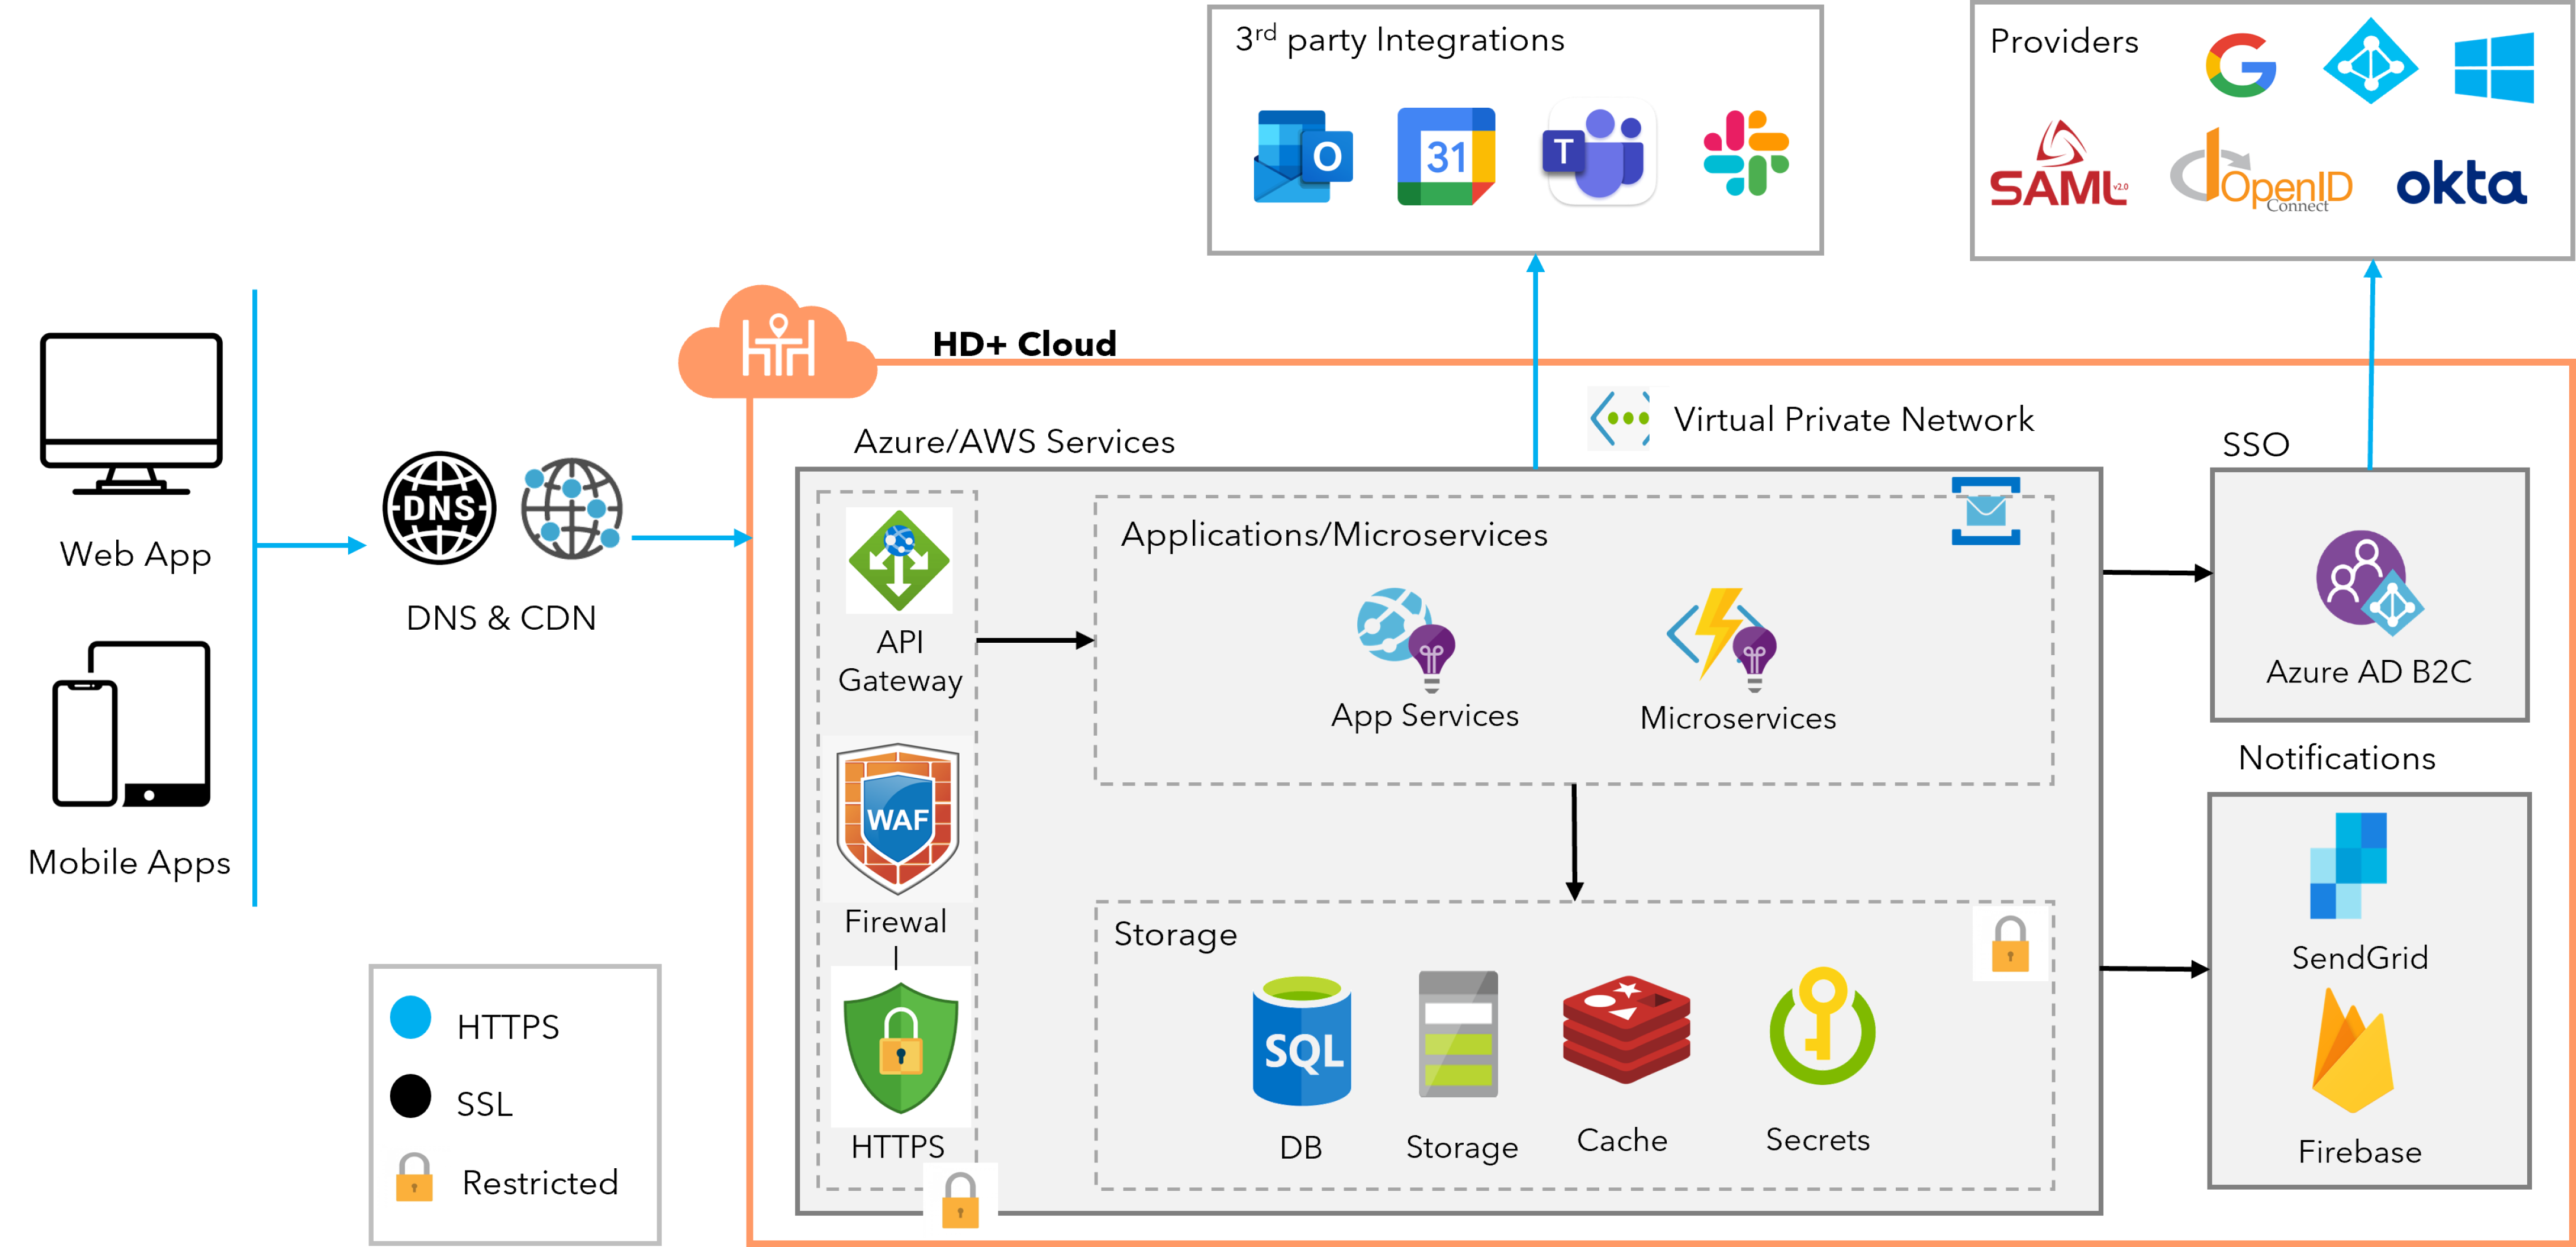 3rd party Integrations
O
31
T
Providers
G
SAML v2.0
OpenID
Connect
okta
HD+ Cloud
Virtual Private Network
Azure/AWS Services
SSO
Web App
DNS
DNS & CDN
Mobile Apps
API
Gateway
WAF
Firewal
l
HTTPS
Applications/Microservices
App Services
Microservices
Storage
SQL
DB
Storage
Cache
Secrets
Azure AD B2C
Notifications
SendGrid
Firebase
HTTPS
SSL
Restricted